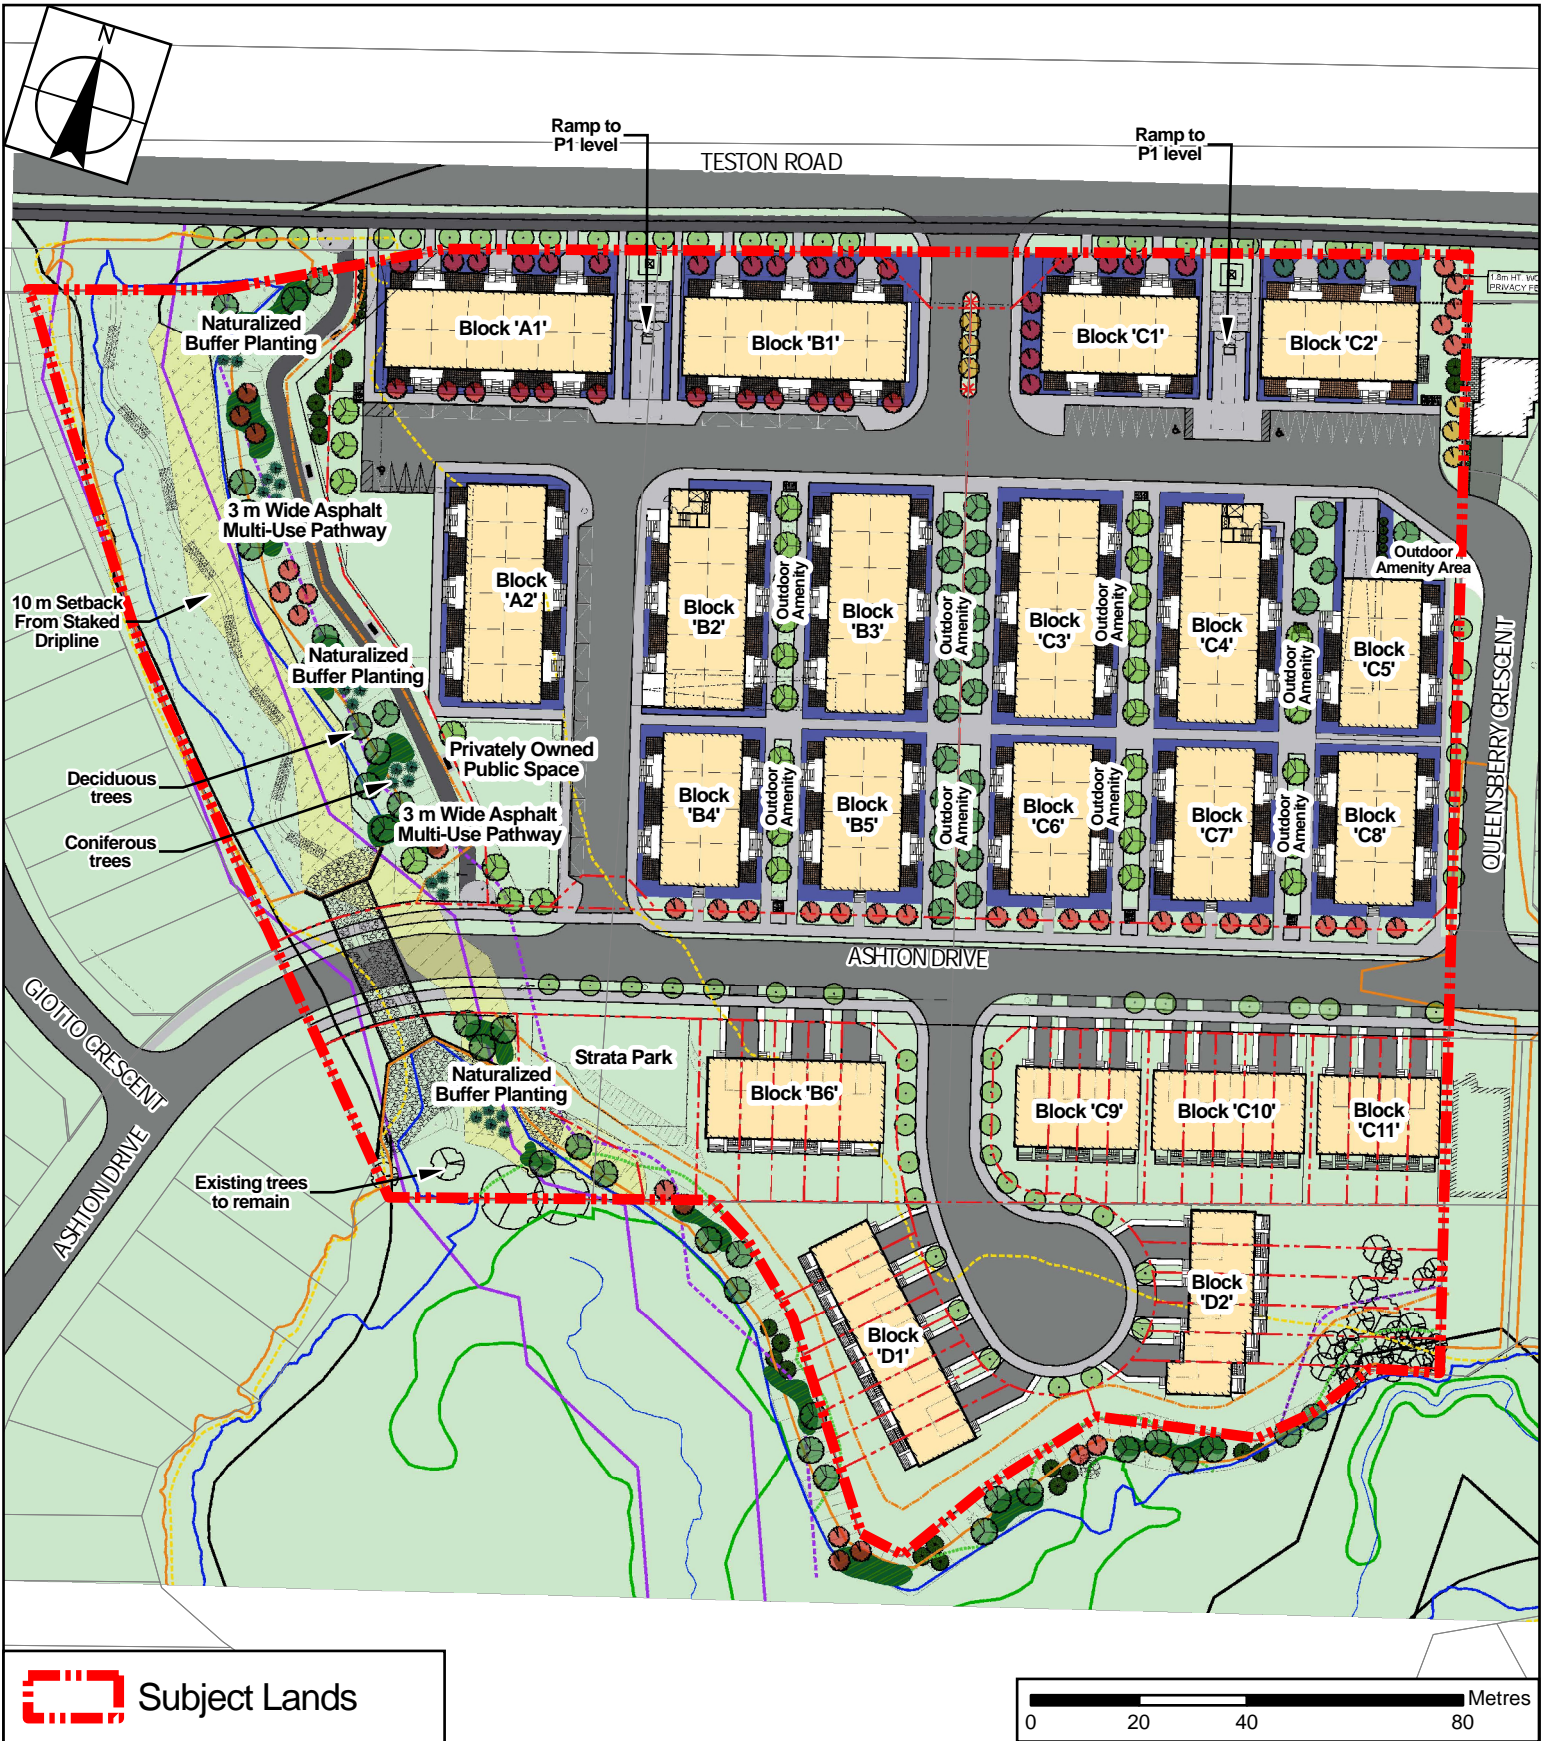 N
Ramp to
P1 level
Ramp to
P1 level
TESTON ROAD
1.8m HT. WO
PRIVACY FE
Naturalized
Buffer Planting
Block 'A1'
Block 'B1'
Block 'C1'
Block 'C2'
3 m Wide Asphalt
Multi-Use Pathway
Outdoor
Amenity Area
10 m Setback
From Staked
Dripline
Block
'A2'
Block
'B2'
Outdoor
Amenity
Block
'B3'
Outdoor
Amenity
Block
'C3'
Outdoor
Amenity
Block
'C4'
Outdoor
Amenity
Block
'C5'
QUEENSBERRY CRESCENT
Naturalized
Buffer Planting
Privately Owned
Public Space
Deciduous
trees
3 m Wide Asphalt
Multi-Use Pathway
Coniferous
trees
Block
'B4'
Outdoor
Amenity
Block
'B5'
Outdoor
Amenity
Block
'C6'
Outdoor
Amenity
Block
'C7'
Outdoor
Amenity
Block
'C8'
ASHTON DRIVE
GIOTTO CRESCENT
Strata Park
Naturalized
Buffer Planting
Block 'B6'
Block 'C9'
Block 'C10'
Block
'C11'
ASHTON DRIVE
Existing trees
to remain
Block
'D1'
Block
'D2'
Subject Lands
Metres
0 20 40 80